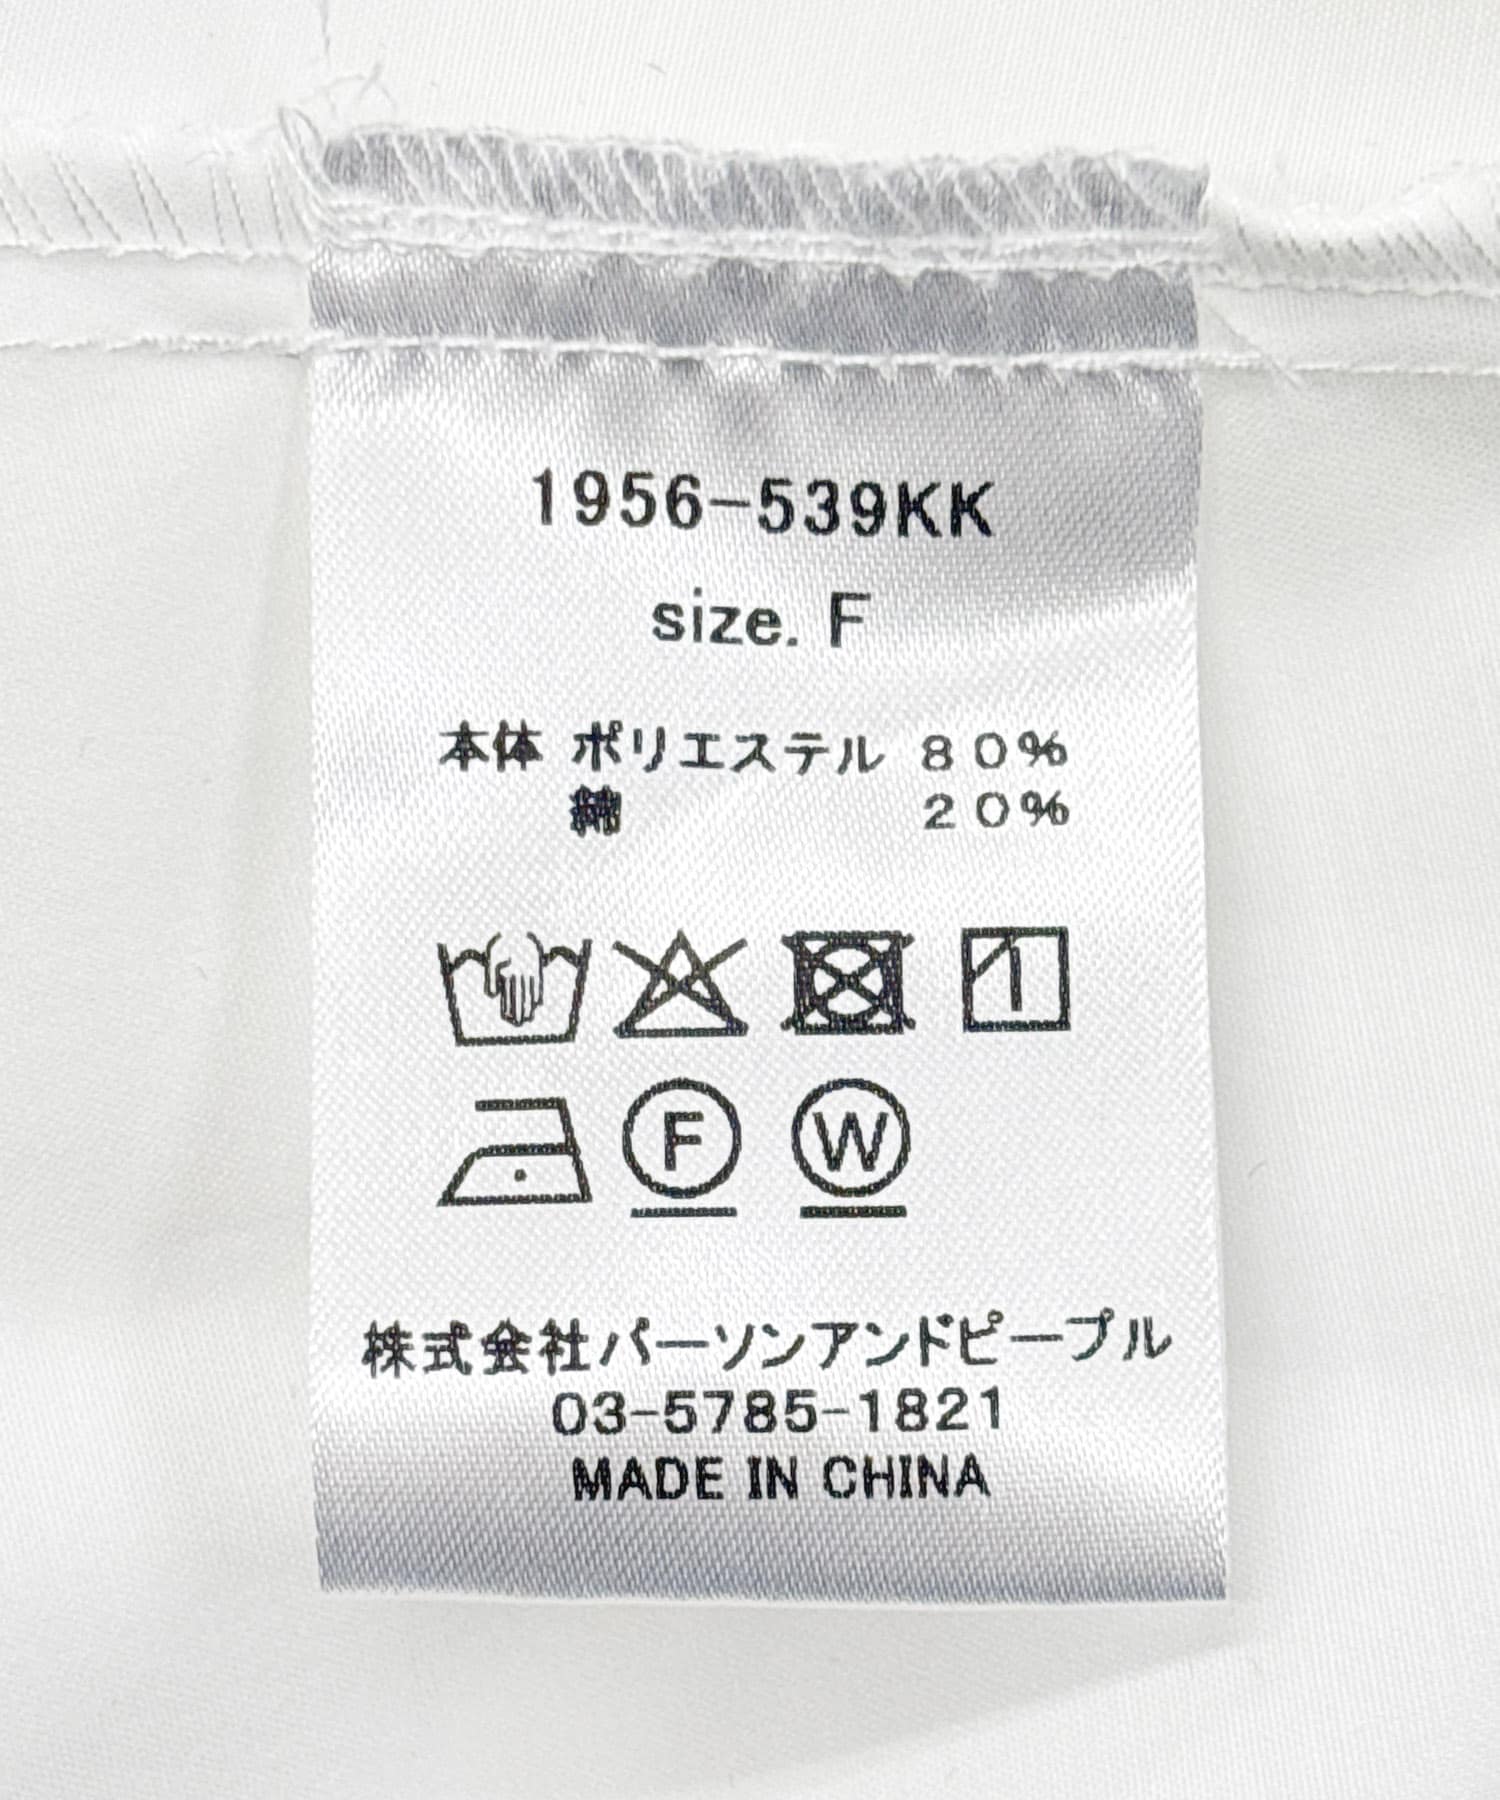 1956-539KK
size. F
本体 ポリエステル 80%
綿 20%
F W
株式会社パーソンアンドピープル
03-5785-1821
MADE IN CHINA